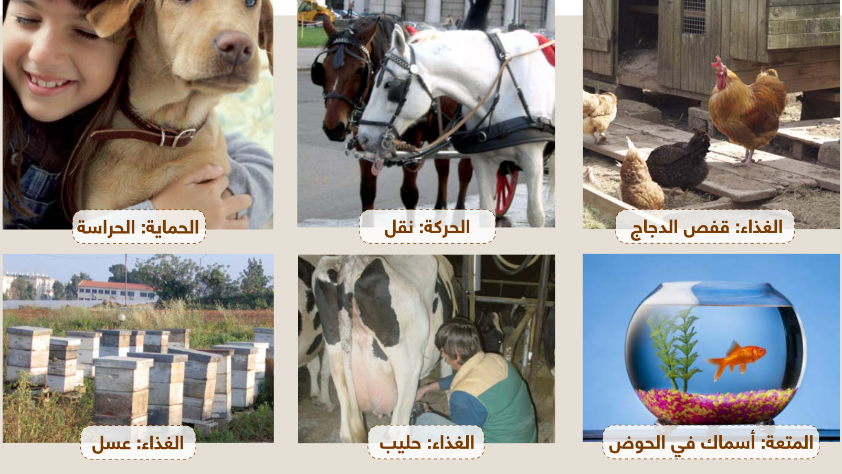 الغذاء: قفص الدجاج
الحركة: نقل
الحماية: الحراسة
المتعة: أسماك في الحوض
الغذاء: حليب
الغذاء: عسل